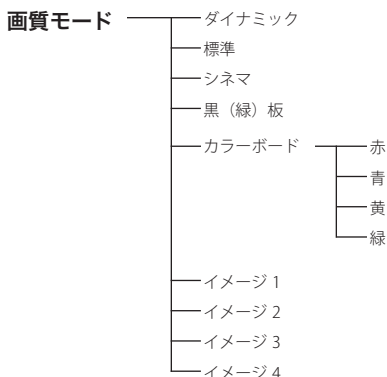 画質モード
ダイナミック
標準
シネマ
黒（緑）板
カラーボード
赤
青
黄
緑
イメージ 1
イメージ 2
イメージ 3
イメージ 4